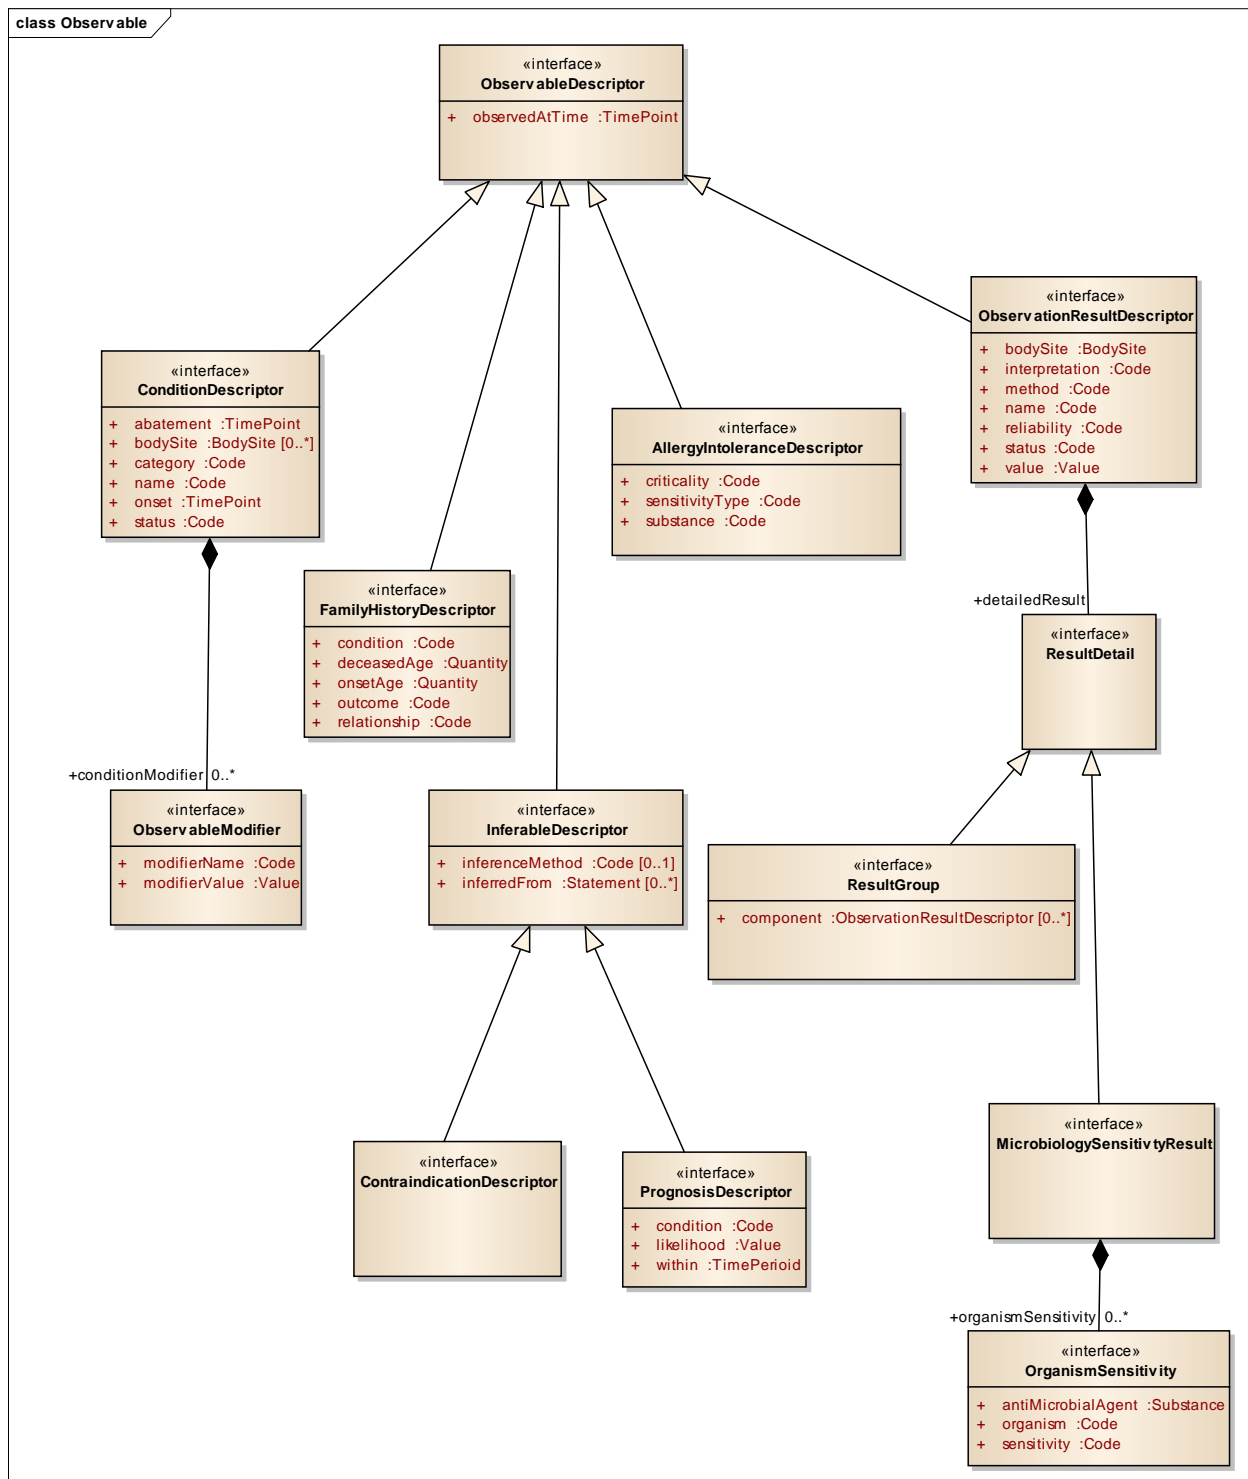 class Observable
«interface»
ObservableDescriptor
+ observedAtTime :TimePoint
«interface»
ObservationResultDescriptor
+ bodySite :BodySite
+ interpretation :Code
+ method :Code
+ name :Code
+ reliability :Code
+ status :Code
+ value :Value
«interface»
ConditionDescriptor
+ abatement :TimePoint
+ bodySite :BodySite [0..*]
+ category :Code
+ name :Code
+ onset :TimePoint
+ status :Code
«interface»
AllergyIntoleranceDescriptor
+ criticality :Code
+ sensitivityType :Code
+ substance :Code
«interface»
FamilyHistoryDescriptor
+ condition :Code
+ deceasedAge :Quantity
+ onsetAge :Quantity
+ outcome :Code
+ relationship :Code
+detailedResult
«interface»
ResultDetail
+conditionModifier 0..*
«interface»
ObservableModifier
+ modifierName :Code
+ modifierValue :Value
«interface»
InferableDescriptor
+ inferenceMethod :Code [0..1]
+ inferredFrom :Statement [0..*]
«interface»
ResultGroup
+ component :ObservationResultDescriptor [0..*]
«interface»
MicrobiologySensitivtyResult
«interface»
ContraindicationDescriptor
«interface»
PrognosisDescriptor
+ condition :Code
+ likelihood :Value
+ within :TimePerioid
+organismSensitivity 0..*
«interface»
OrganismSensitivity
+ antiMicrobialAgent :Substance
+ organism :Code
+ sensitivity :Code